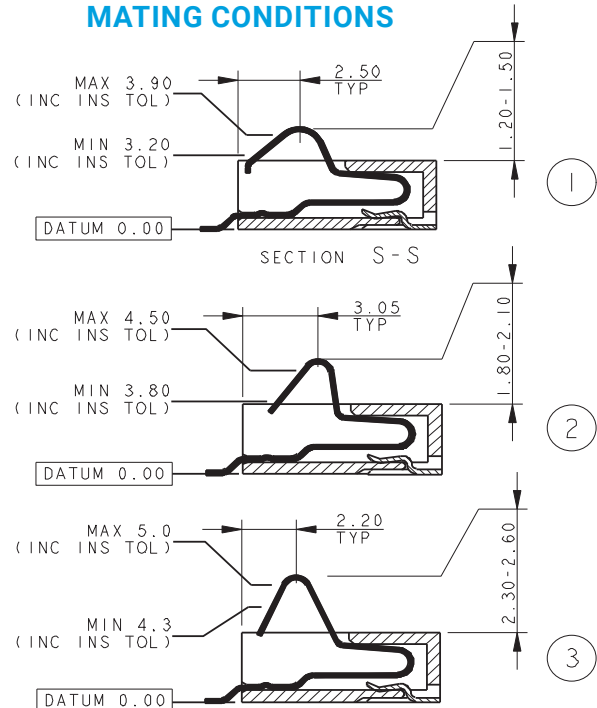 MATING CONDITIONS
MAX 3.90
(INC INS TOL)
2.50
TYP
1.20-1.50
MIN 3.20
(INC INS TOL)
1
DATUM 0.00
SECTION S-S
MAX 4.50
(INC INS TOL)
3.05
TYP
1.80-2.10
MIN 3.80
(INC INS TOL)
2
DATUM 0.00
MAX 5.0
(INC INS TOL)
2.20
TYP
2.30-2.60
MIN 4.3
(INC INS TOL)
3
DATUM 0.00